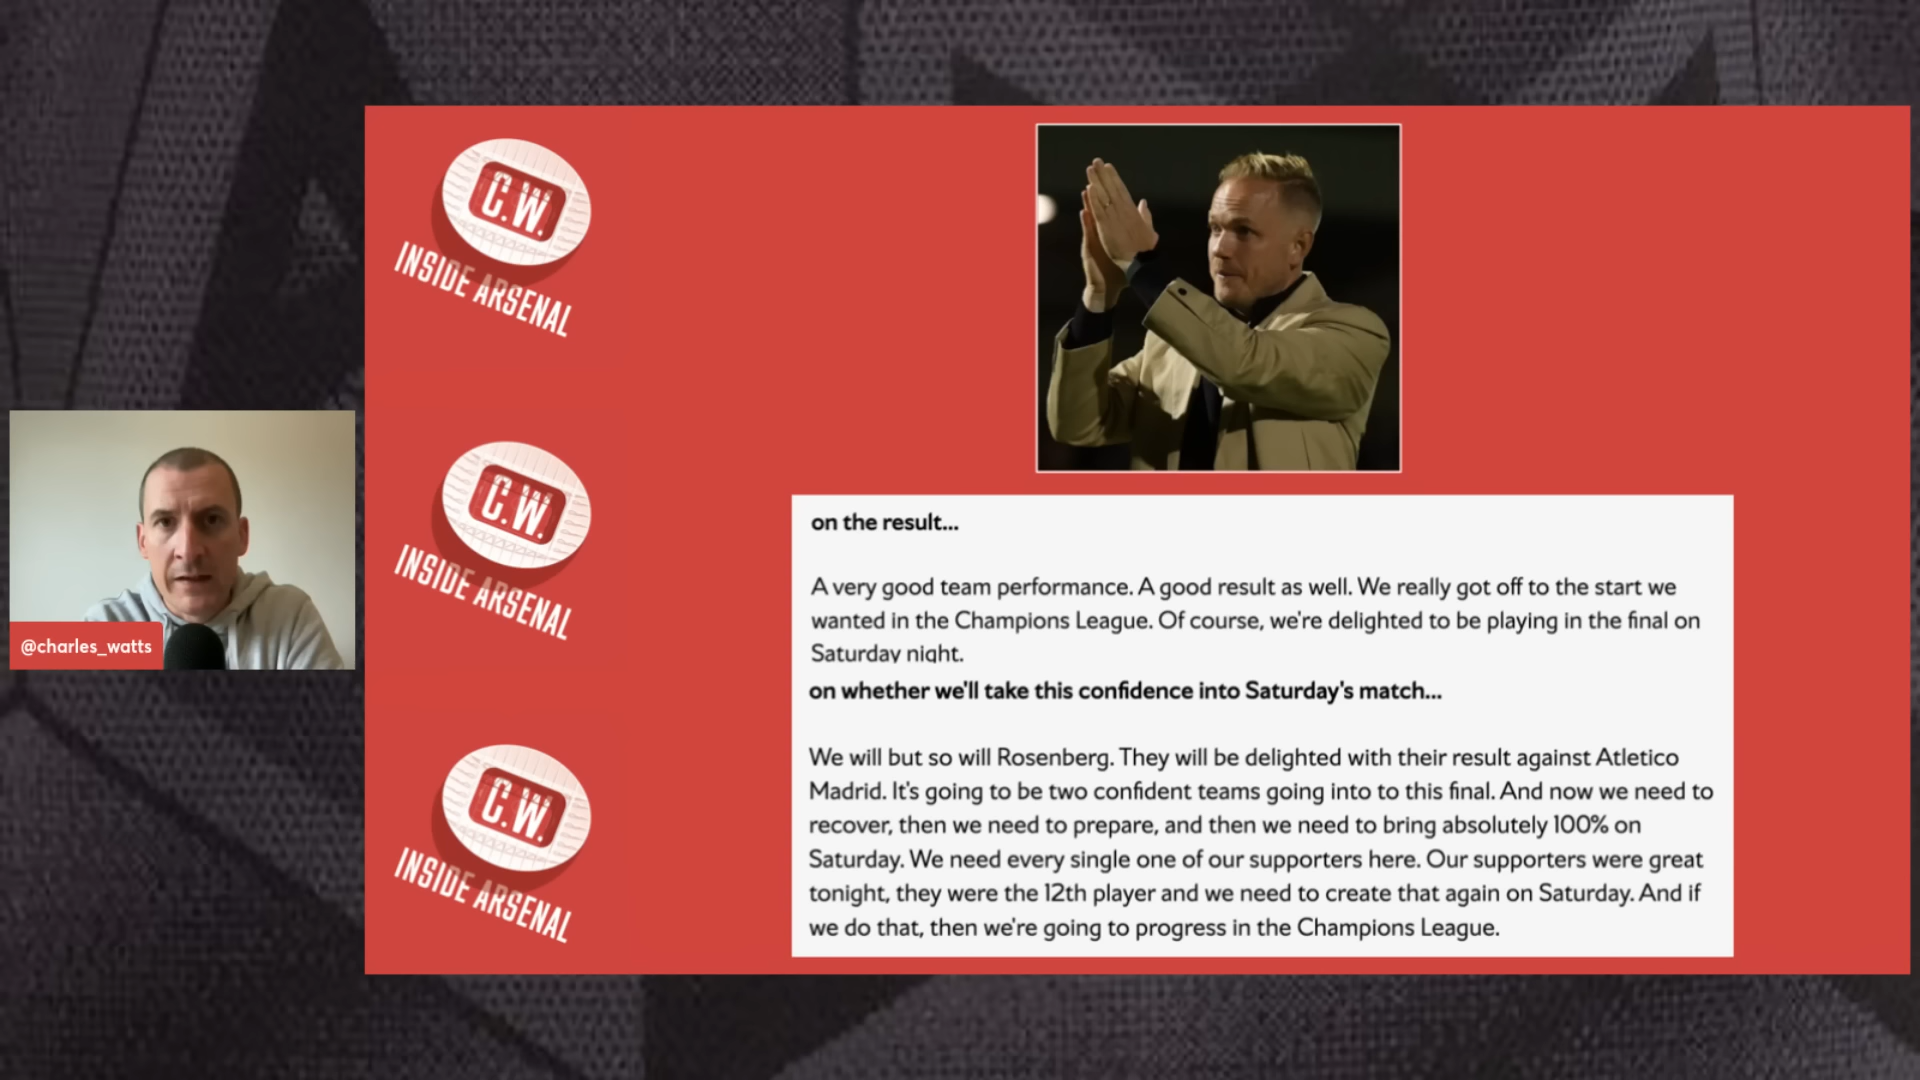 C.W.
INSIDE ARSENAL
C.W.
INSIDE ARSENAL
C.W.
INSIDE ARSENAL
@charles_watts
on the result...
A very good team performance. A good result as well. We really got off to the start we
wanted in the Champions League. Of course, we're delighted to be playing in the final on
Saturday night.
on whether we'll take this confidence into Saturday's match...
We will but so will Rosenberg. They will be delighted with their result against Atletico
Madrid. It's going to be two confident teams going into to this final. And now we need to
recover, then we need to prepare, and then we need to bring absolutely 100% on
Saturday. We need every single one of our supporters here. Our supporters were great
tonight, they were the 12th player and we need to create that again on Saturday. And if
we do that, then we're going to progress in the Champions League.